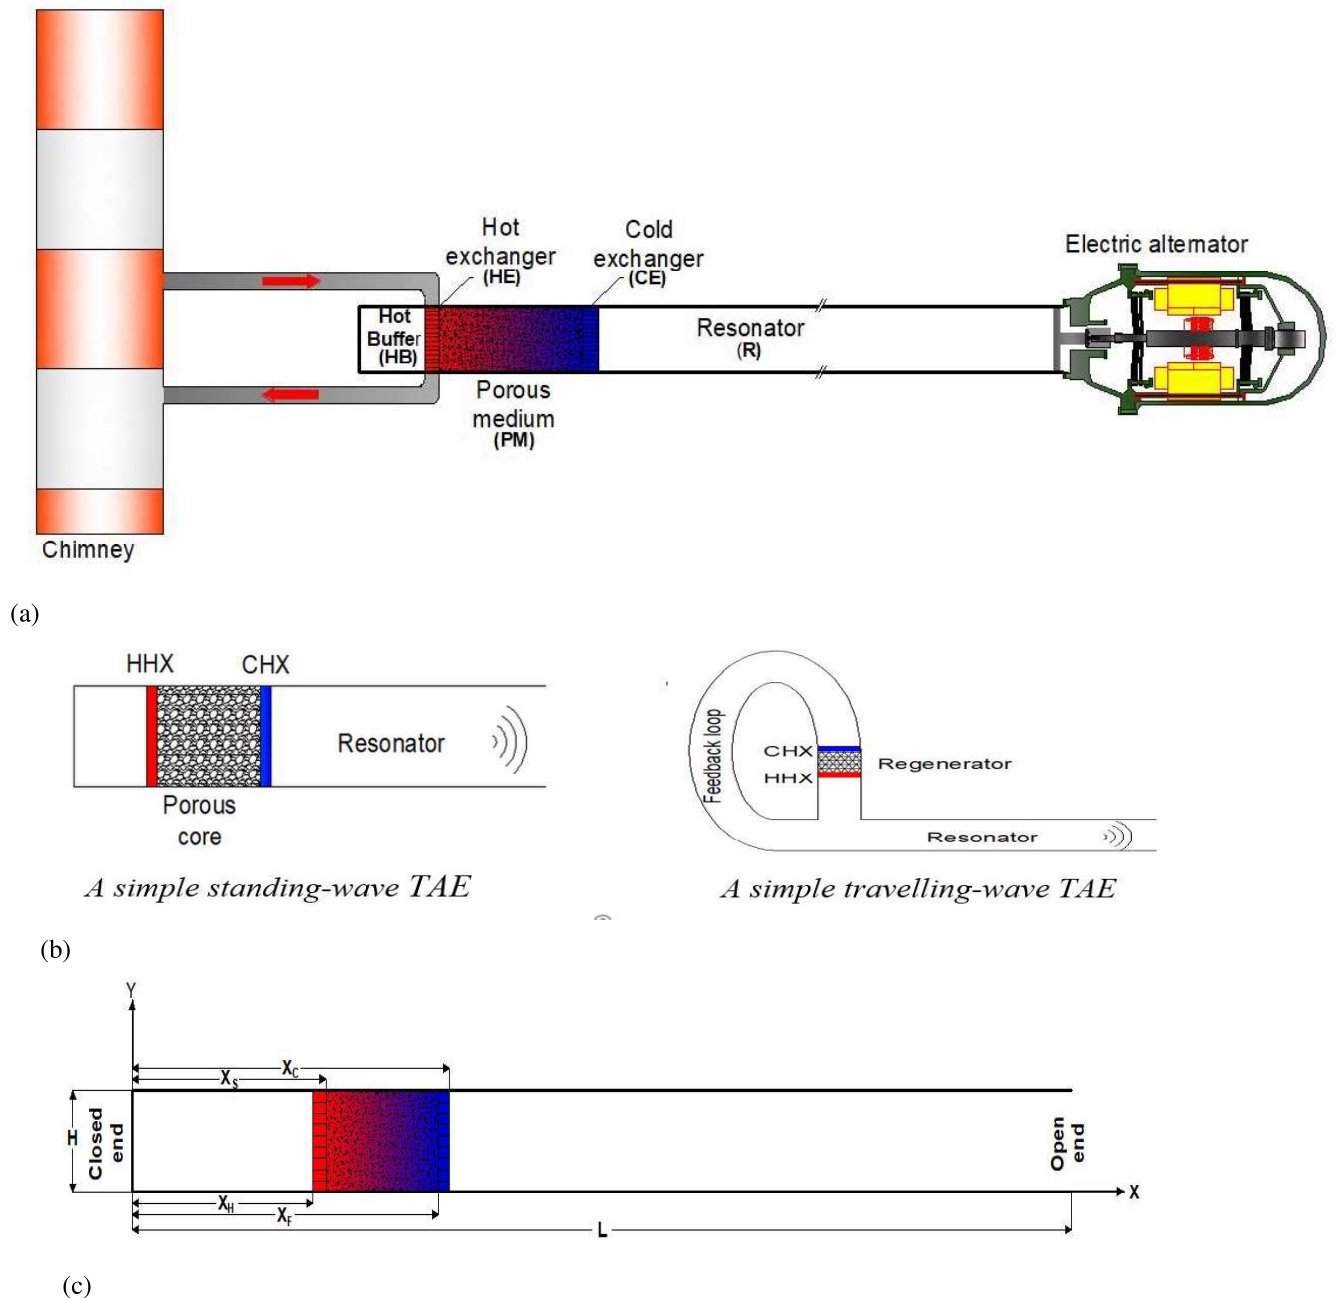 Hot
exchanger
(HE)
Cold
exchanger
(CE)
Electric alternator
Hot
Buffer
(HB)
Resonator
(R)
Porous
medium
(PM)
Chimney
(a)
HHX
CHX
Resonator
Porous
core
A simple standing-wave TAE
Feedback loop
CHX
HHX
Regenerator
Resonator
A simple travelling-wave TAE
(b)
Y
X_C
X_S
H
Closed
end
Open
end
X
X_H
X_F
L
(c)